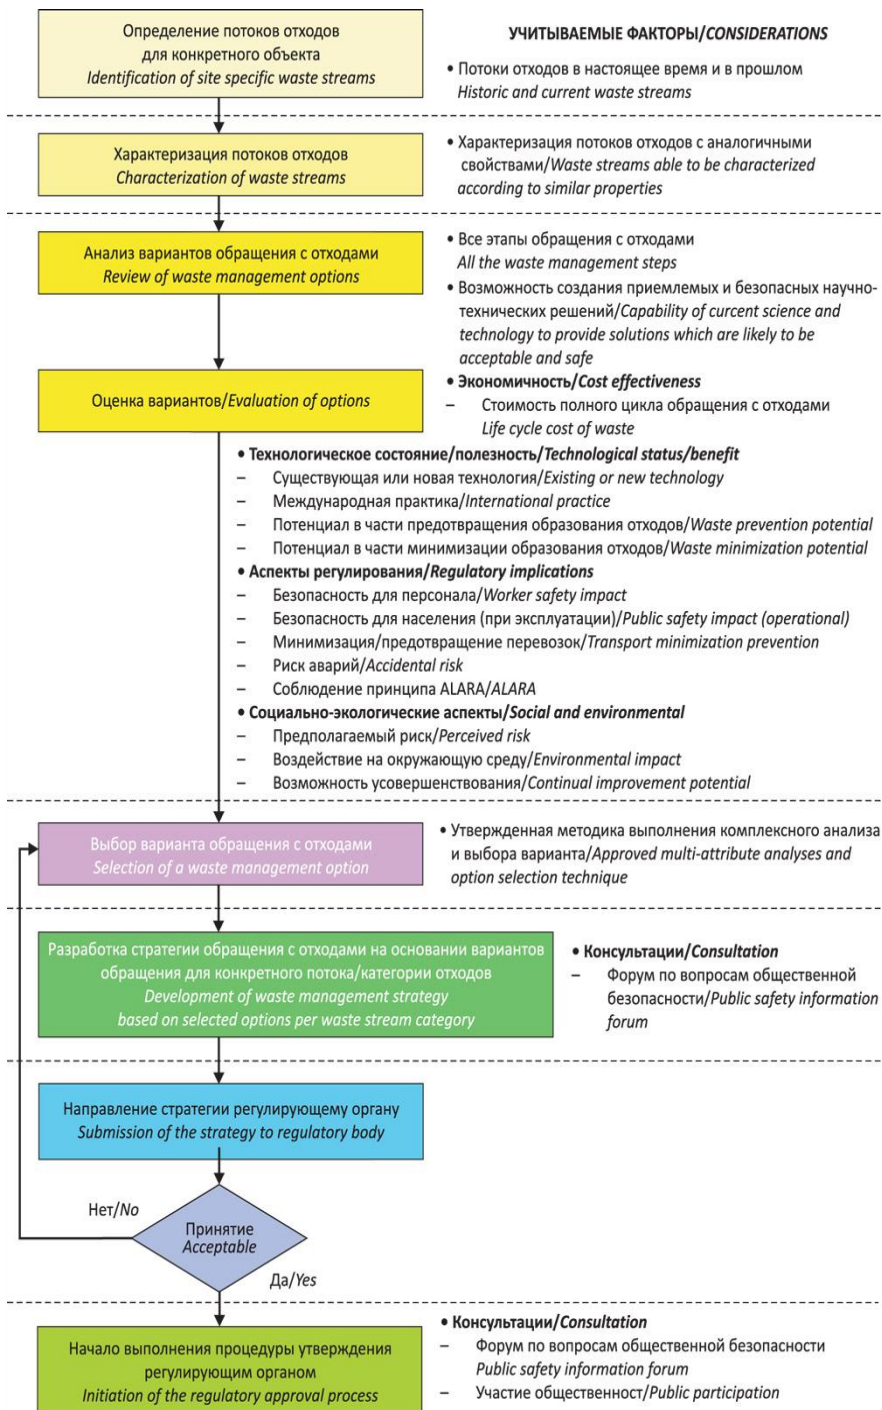 Определение потоков отходов
для конкретного объекта
Identification of site specific waste streams
УЧИТЫВАЕМЫЕ ФАКТОРЫ/CONSIDERATIONS
• Потоки отходов в настоящее время и в прошлом
Historic and current waste streams
Характеризация потоков отходов
Characterization of waste streams
• Характеризация потоков отходов с аналогичными
свойствами/Waste streams able to be characterized
according to similar properties
Анализ вариантов обращения с отходами
Review of waste management options
• Все этапы обращения с отходами
All the waste management steps
• Возможность создания приемлемых и безопасных научно-
технических решений/Capability of curcent science and
technology to provide solutions which are likely to be
acceptable and safe
Оценка вариантов/Evaluation of options
• Экономичность/Cost effectiveness
– Стоимость полного цикла обращения с отходами
Life cycle cost of waste
• Технологическое состояние/полезность/Technological status/benefit
– Существующая или новая технология/Existing or new technology
– Международная практика/International practice
– Потенциал в части предотвращения образования отходов/Waste prevention potential
– Потенциал в части минимизации образования отходов/Waste minimization potential
• Аспекты регулирования/Regulatory implications
– Безопасность для персонала/Worker safety impact
– Безопасность для населения (при эксплуатации)/Public safety impact (operational)
– Минимизация/предотвращение перевозок/Transport minimization prevention
– Риск аварий/Accidental risk
– Соблюдение принципа ALARA/ALARA
• Социально-экологические аспекты/Social and environmental
– Предполагаемый риск/Perceived risk
– Воздействие на окружающую среду/Environmental impact
– Возможность усовершенствования/Continual improvement potential
Выбор варианта обращения с отходами
Selection of a waste management option
• Утвержденная методика выполнения комплексного анализа
и выбора варианта/Approved multi-attribute analyses and
option selection technique
Разработка стратегии обращения с отходами на основании вариантов
обращения для конкретного потока/категории отходов
Development of waste management strategy
based on selected options per waste stream category
• Консультации/Consultation
– Форум по вопросам общественной
безопасности/Public safety information
forum
Направление стратегии регулирующему органу
Submission of the strategy to regulatory body
Нет/No
Принятие
Acceptable
Да/Yes
Начало выполнения процедуры утверждения
регулирующим органом
Initiation of the regulatory approval process
• Консультации/Consultation
– Форум по вопросам общественной безопасности
Public safety information forum
– Участие общественност/Public participation